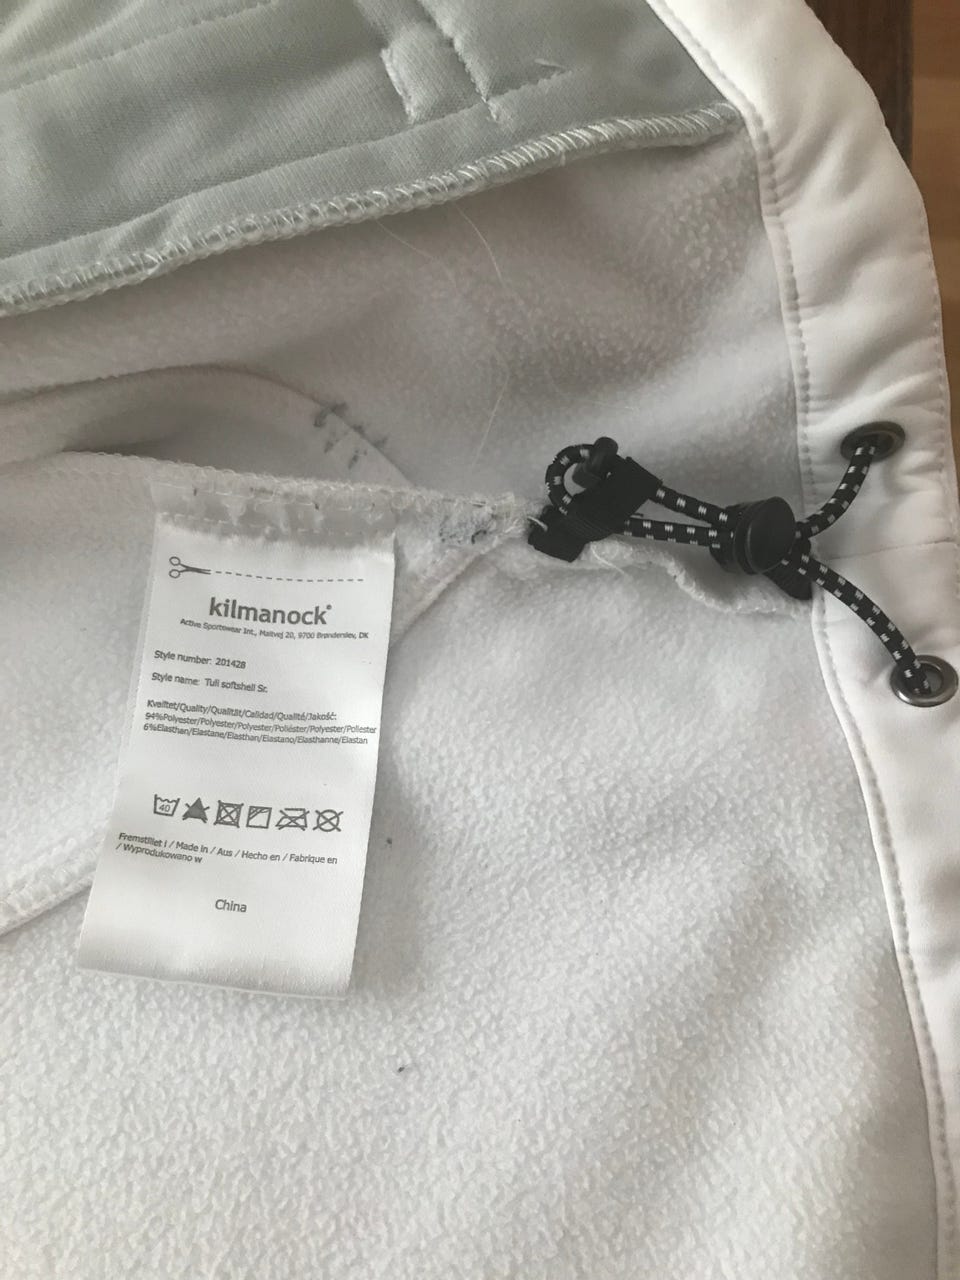 kilmanock®
Active Sportswear Int., Maltvej 20, 9700 Brønderslev, DK
Style number: 201428
Style name: Tuli softshell Sr.
Kvalitet/Quality/Qualität/Calidad/Qualité/Jakość:
94%Polyester/Polyester/Polyester/Poliéster/Polyester/Poliester
6%Elasthan/Elastane/Elasthan/Elastano/Elasthanne/Elastan
40
Fremstillet i / Made in / Aus / Hecho en / Fabrique en
/ Wyprodukowano w
China